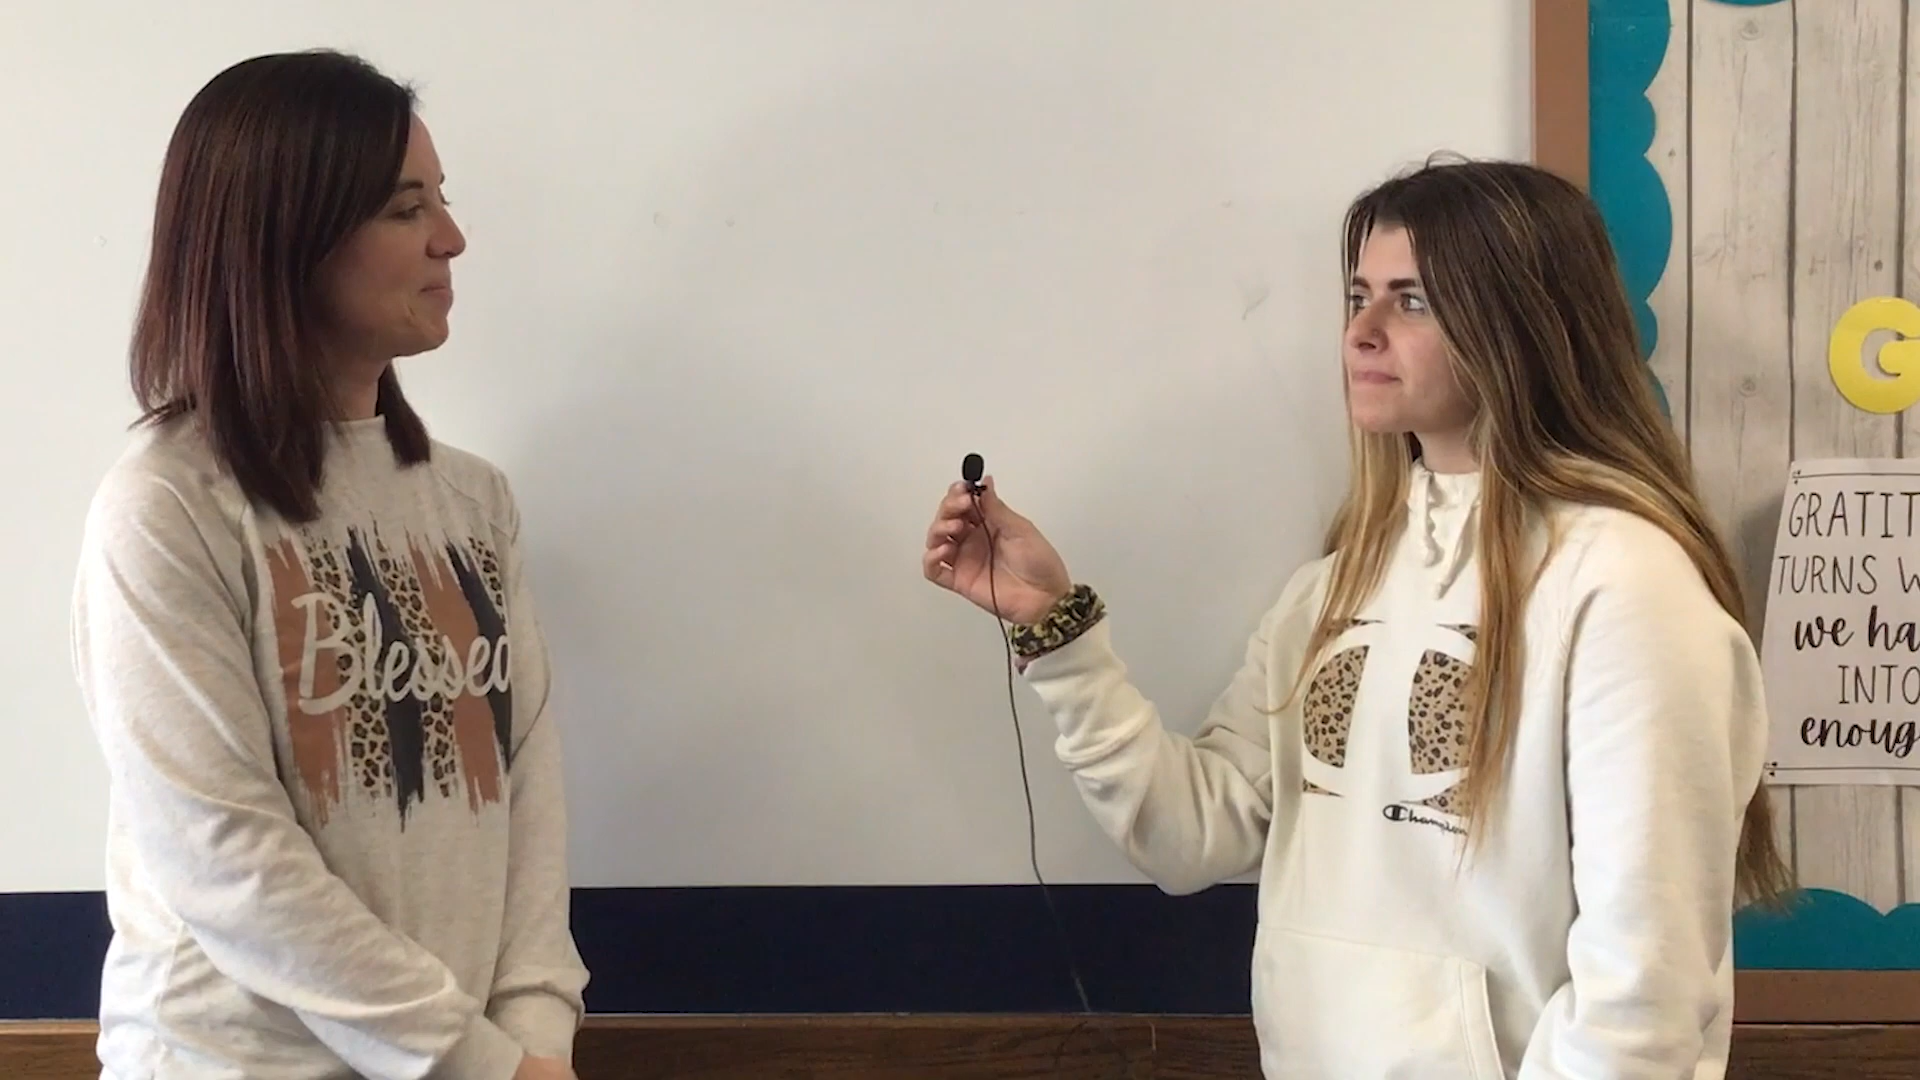 Blessed
Champion
G
GRATIT
TURNS W
we ha
INTO
enoug